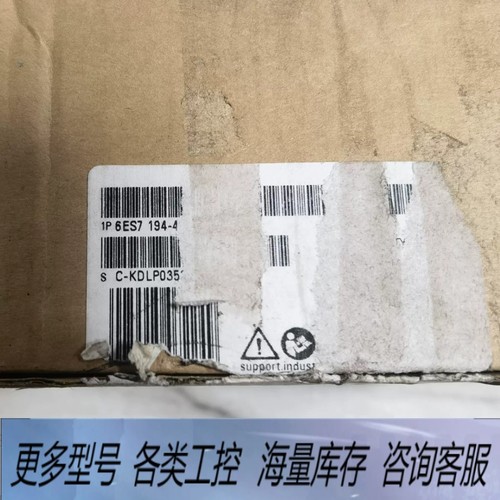 1P 6ES7 194-4
S C-KDLP035
support.indust
更多型号 各类工控 海量库存 咨询客服